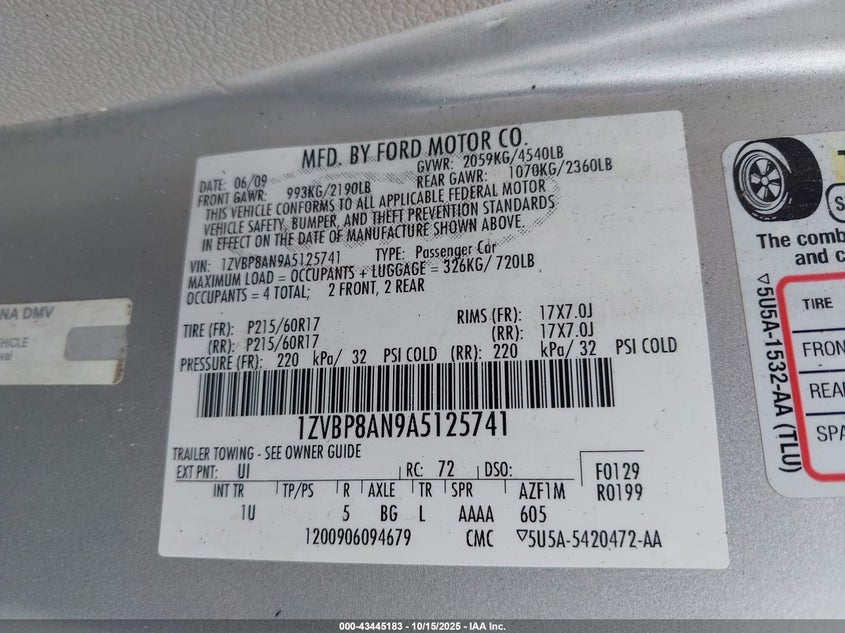 MFD. BY FORD MOTOR CO.
DATE: 06/09
GVWR: 2059KG/4540LB
FRONT GAWR: 993KG/2190LB
REAR GAWR: 1070KG/2360LB
THIS VEHICLE CONFORMS TO ALL APPLICABLE FEDERAL MOTOR
VEHICLE SAFETY, BUMPER, AND THEFT PREVENTION STANDARDS
IN EFFECT ON THE DATE OF MANUFACTURE SHOWN ABOVE.
VIN: 1ZVBP8AN9A5125741 TYPE: Passenger Car
MAXIMUM LOAD = OCCUPANTS + LUGGAGE = 326KG/ 720LB
OCCUPANTS = 4 TOTAL; 2 FRONT, 2 REAR
TIRE (FR): P215/60R17 RIMS (FR): 17X7.0J
(RR): P215/60R17 (RR): 17X7.0J
PRESSURE (FR): 220 kPa/ 32 PSI COLD (RR): 220 kPa/ 32 PSI COLD
1ZVBP8AN9A5125741
TRAILER TOWING - SEE OWNER GUIDE
EXT PNT: UI RC: 72 DSO: F0129
R0199
INT TR TP/PS R AXLE TR SPR AZF1M
1U 5 BG L AAAA 605
1200906094679 CMC ▽5U5A-5420472-AA
NA DMV
EHICLE
val
The comb
and c
TIRE
FRON
REA
SPA
▽5U5A-1532-AA (TLU)
000-43445183 - 10/15/2025 - IAA Inc.